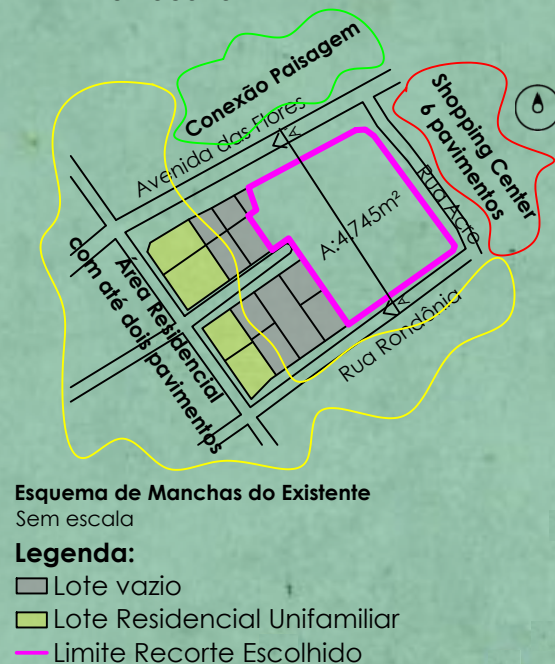 Conexão Paisagem
Avenida das Flores
Shopping Center
6 pavimentos
A
Rua Acre
A:4.745m²
Área Residencial
com até dois pavimentos
A
Rua Rondônia
Esquema de Manchas do Existente
Sem escala
Legenda:
Lote vazio
Lote Residencial Unifamiliar
Limite Recorte Escolhido